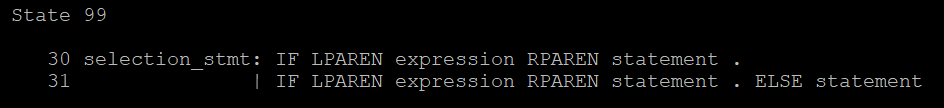 State 99
30 selection_stmt: IF LPAREN expression RPAREN statement .
31 | IF LPAREN expression RPAREN statement . ELSE statement